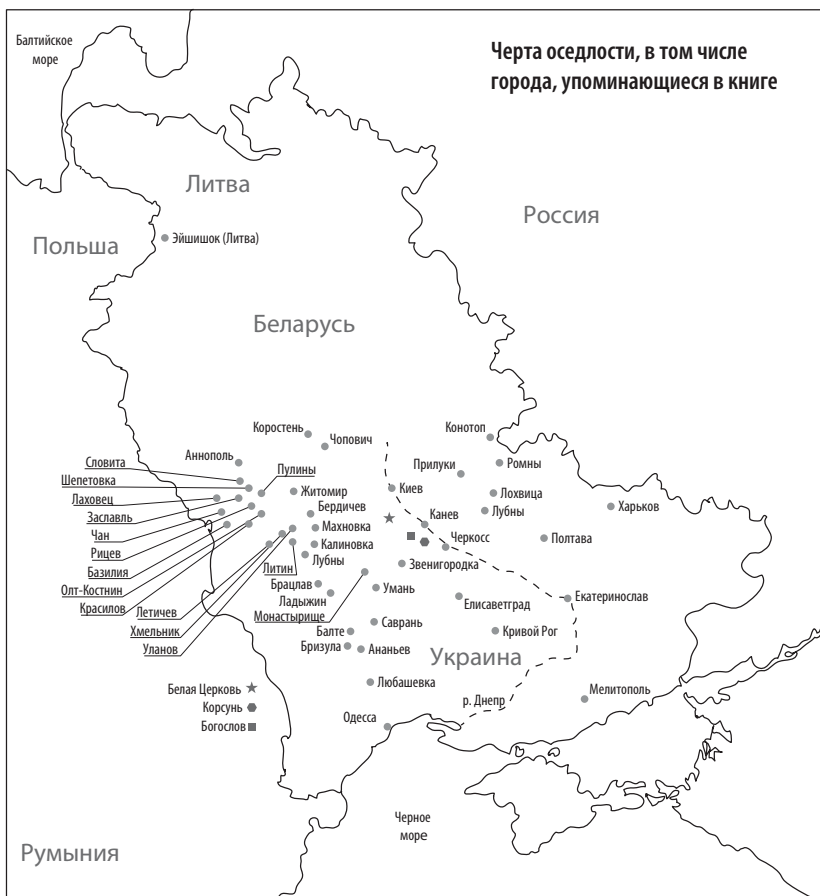 Балтийское
море
Черта оседлости, в том числе
города, упоминающиеся в книге
Литва
Россия
Польша
Эйшишок (Литва)
Беларусь
Коростень
Чопович
Конотоп
Аннополь
Словита
Шепетовка
Лаховец
Заславль
Чан
Рицев
Базилия
Олт-Костнин
Красилов
Летичев
Хмельник
Уланов
Пулины
Житомир
Бердичев
Махновка
Калиновка
Лубны
Литин
Брацлав
Ладыжин
Монастырище
Киев
Прилуки
Ромны
Лохвица
Лубны
Харьков
Канев
Черкосс
Полтава
Звенигородка
Умань
Елисаветград
Екатеринослав
Саврань
Балте
Бризула
Ананьев
Кривой Рог
Украина
Любашевка
р. Днепр
Мелитополь
Одесса
Белая Церковь
Корсунь
Богослов
Черное
море
Румыния